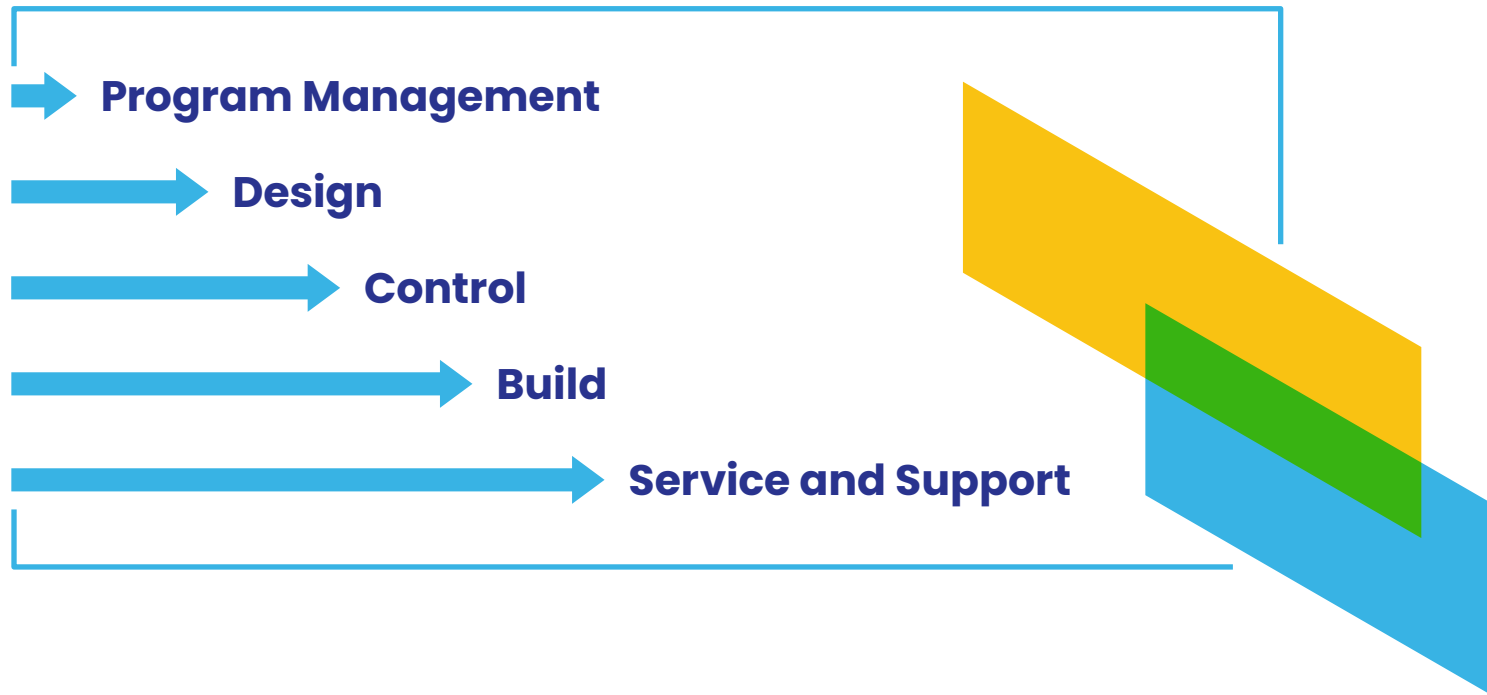 Program Management
Design
Control
Build
Service and Support